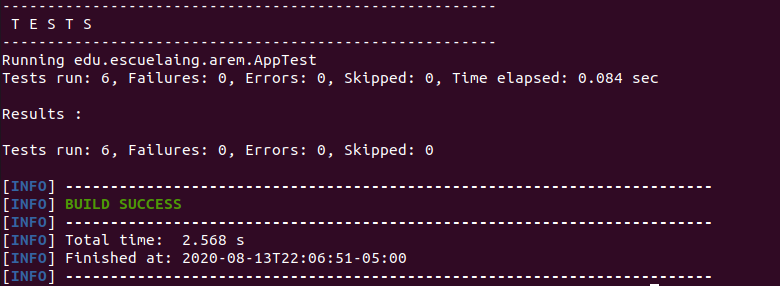 -------------------------------------------------------
 T E S T S
-------------------------------------------------------
Running edu.escuelaing.arem.AppTest
Tests run: 6, Failures: 0, Errors: 0, Skipped: 0, Time elapsed: 0.084 sec

Results :

Tests run: 6, Failures: 0, Errors: 0, Skipped: 0

[INFO] ------------------------------------------------------------------------
[INFO] BUILD SUCCESS
[INFO] ------------------------------------------------------------------------
[INFO] Total time:  2.568 s
[INFO] Finished at: 2020-08-13T22:06:51-05:00
[INFO] ------------------------------------------------------------------------